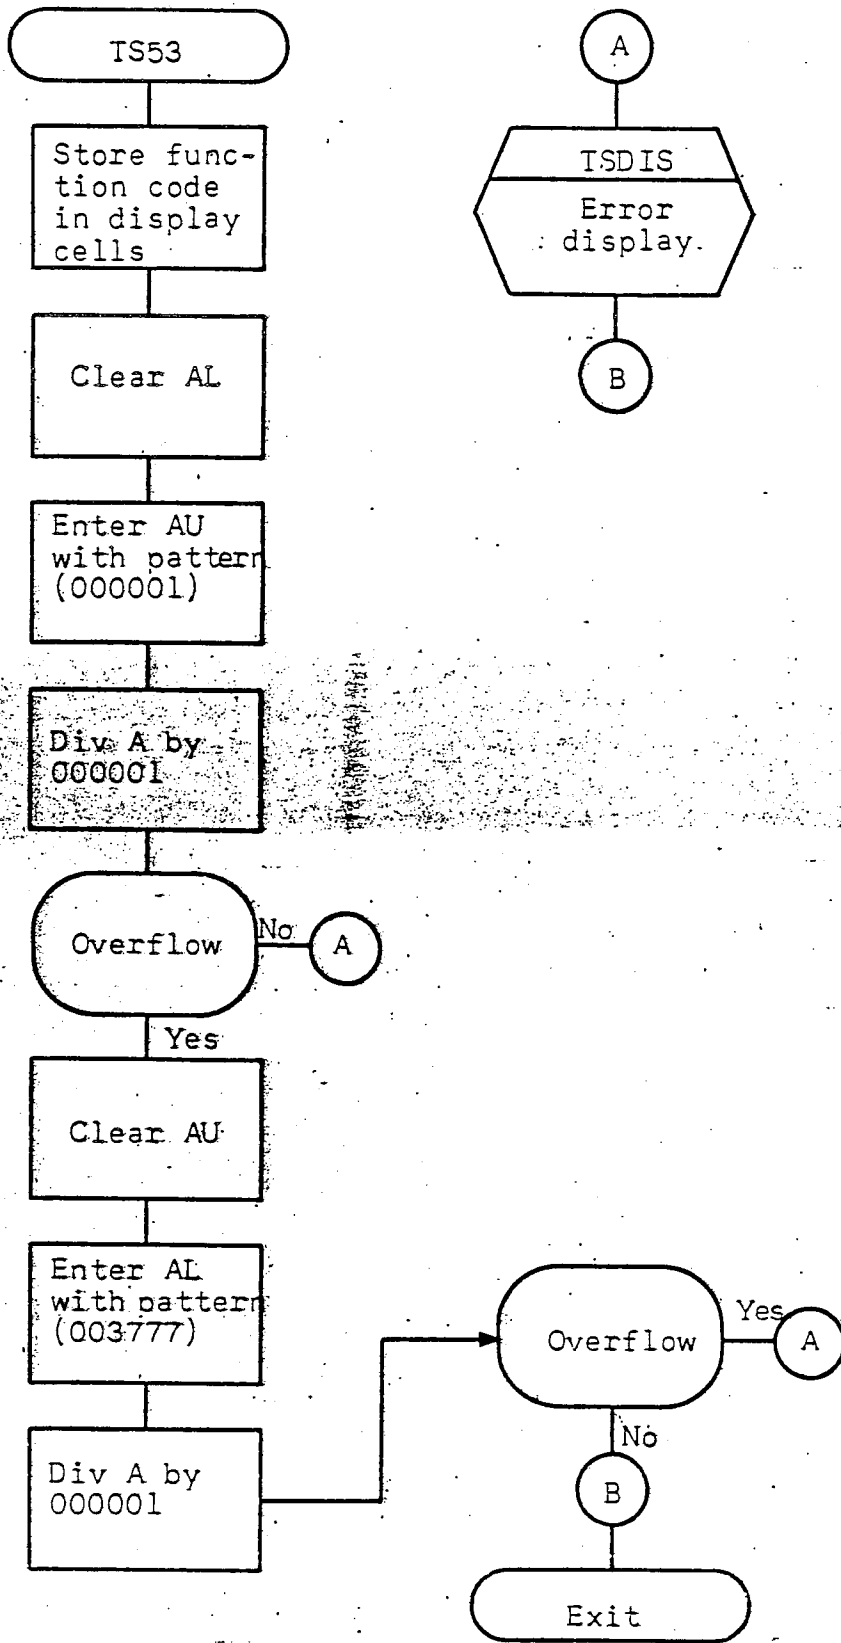 TS53
Store func-
tion code
in display
cells
Clear AL
Enter AU
with pattern
(000001)
Div A by
000001
Overflow
No
A
Yes
Clear AU
Enter AL
with pattern
(003777)
Div A by
000001
A
TSDIS
Error
display.
B
Overflow
Yes
A
No
B
Exit